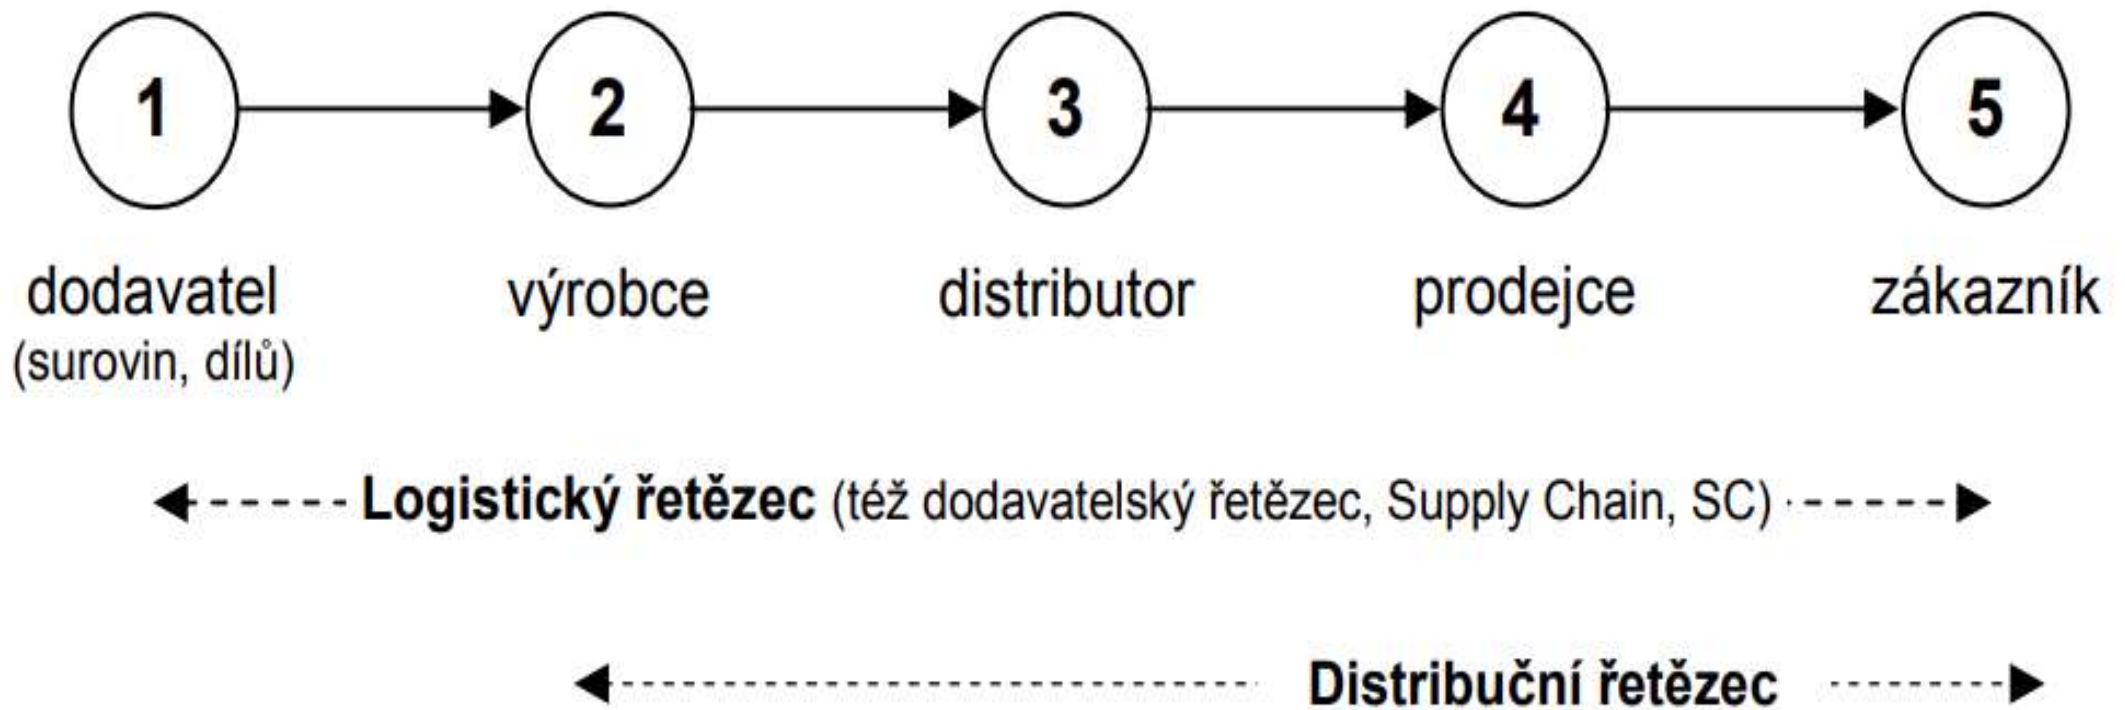 1 2 3 4 5
dodavatel výrobce distributor prodejce zákazník
(surovin, dílů)
Logistický řetězec (též dodavatelský řetězec, Supply Chain, SC)
Distribuční řetězec